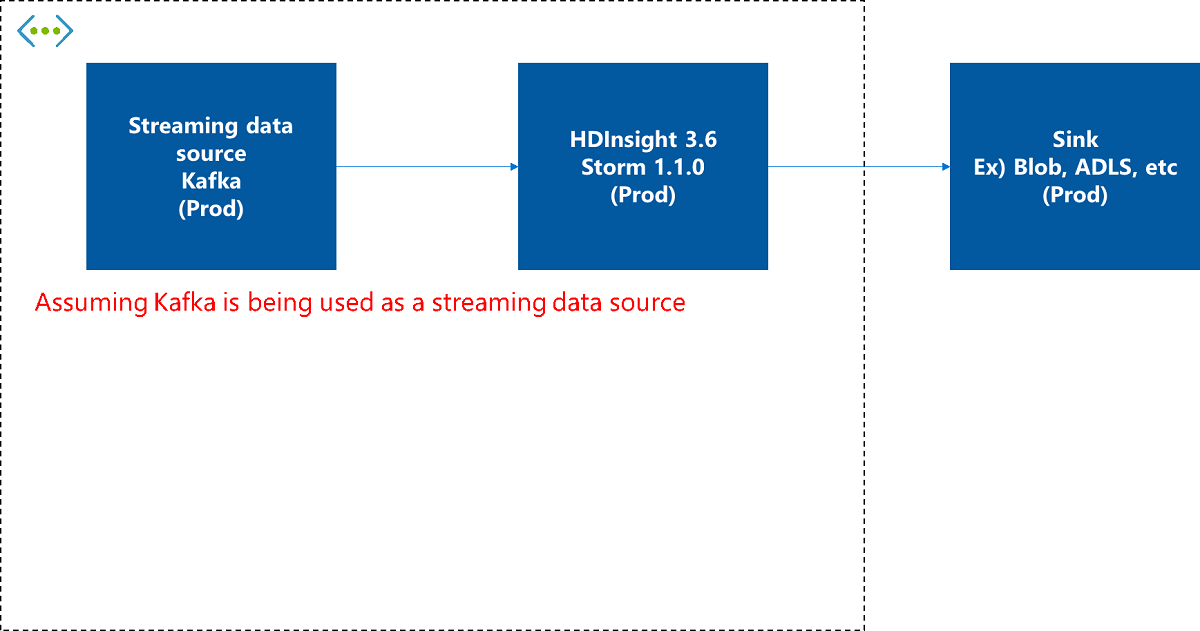 Streaming data
source
Kafka
(Prod)
HDInsight 3.6
Storm 1.1.0
(Prod)
Sink
Ex) Blob, ADLS, etc
(Prod)
Assuming Kafka is being used as a streaming data source